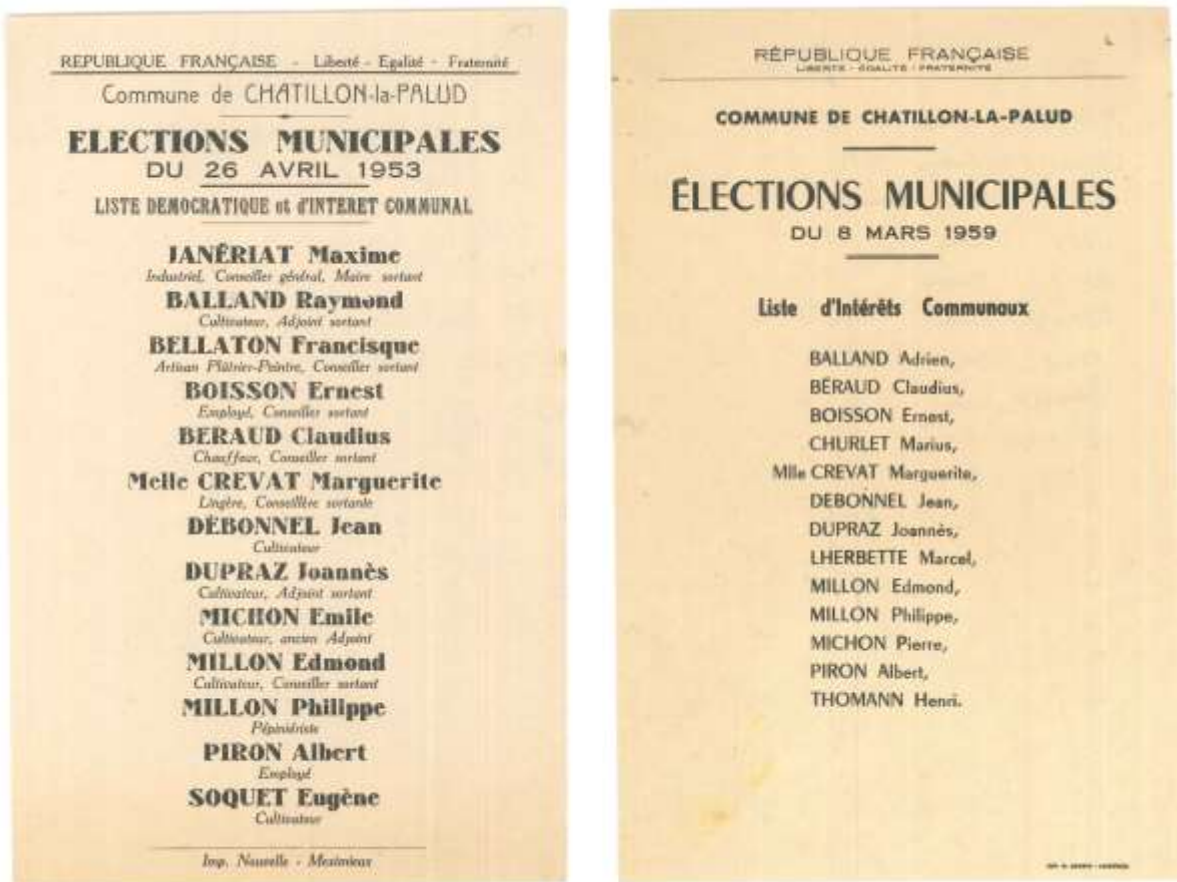 REPUBLIQUE FRANÇAISE - Liberté - Egalité - Fraternité
Commune de CHATILLON-la-PALUD
ELECTIONS MUNICIPALES
DU 26 AVRIL 1953
LISTE DEMOCRATIQUE et d'INTERET COMMUNAL
JANÉRIAT Maxime
Industriel, Conseiller général, Maire sortant
BALLAND Raymond
Cultivateur, Adjoint sortant
BELLATON Francisque
Artisan Plâtrier-Peintre, Conseiller sortant
BOISSON Ernest
Employé, Conseiller sortant
BERAUD Claudius
Chauffeur, Conseiller sortant
Melle CREVAT Marguerite
Lingère, Conseillère sortante
DÉBONNEL Jean
Cultivateur
DUPRAZ Joannès
Cultivateur, Adjoint sortant
MICHON Emile
Cultivateur, ancien Adjoint
MILLON Edmond
Cultivateur, Conseiller sortant
MILLON Philippe
Pépiniériste
PIRON Albert
Employé
SOQUET Eugène
Cultivateur
Imp. Nouvelle - Meximieux
RÉPUBLIQUE FRANÇAISE
LIBERTÉ - ÉGALITÉ - FRATERNITÉ
COMMUNE DE CHATILLON-LA-PALUD
ÉLECTIONS MUNICIPALES
DU 8 MARS 1959
Liste d'Intérêts Communaux
BALLAND Adrien,
BÉRAUD Claudius,
BOISSON Ernest,
CHURLET Marius,
Mlle CREVAT Marguerite,
DEBONNEL Jean,
DUPRAZ Joannès,
LHERBETTE Marcel,
MILLON Edmond,
MILLON Philippe,
MICHON Pierre,
PIRON Albert,
THOMANN Henri.